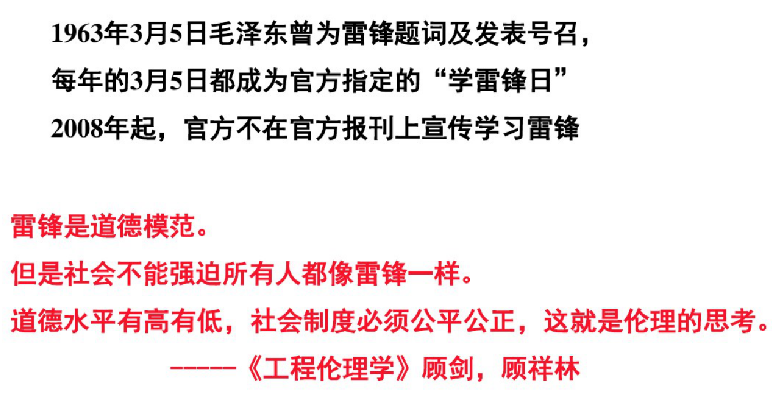 1963年3月5日毛泽东曾为雷锋题词及发表号召，
每年的3月5日都成为官方指定的“学雷锋日”
2008年起，官方不在官方报刊上宣传学习雷锋
雷锋是道德模范。
但是社会不能强迫所有人都像雷锋一样。
道德水平有高有低，社会制度必须公平公正，这就是伦理的思考。
-----《工程伦理学》顾剑，顾祥林